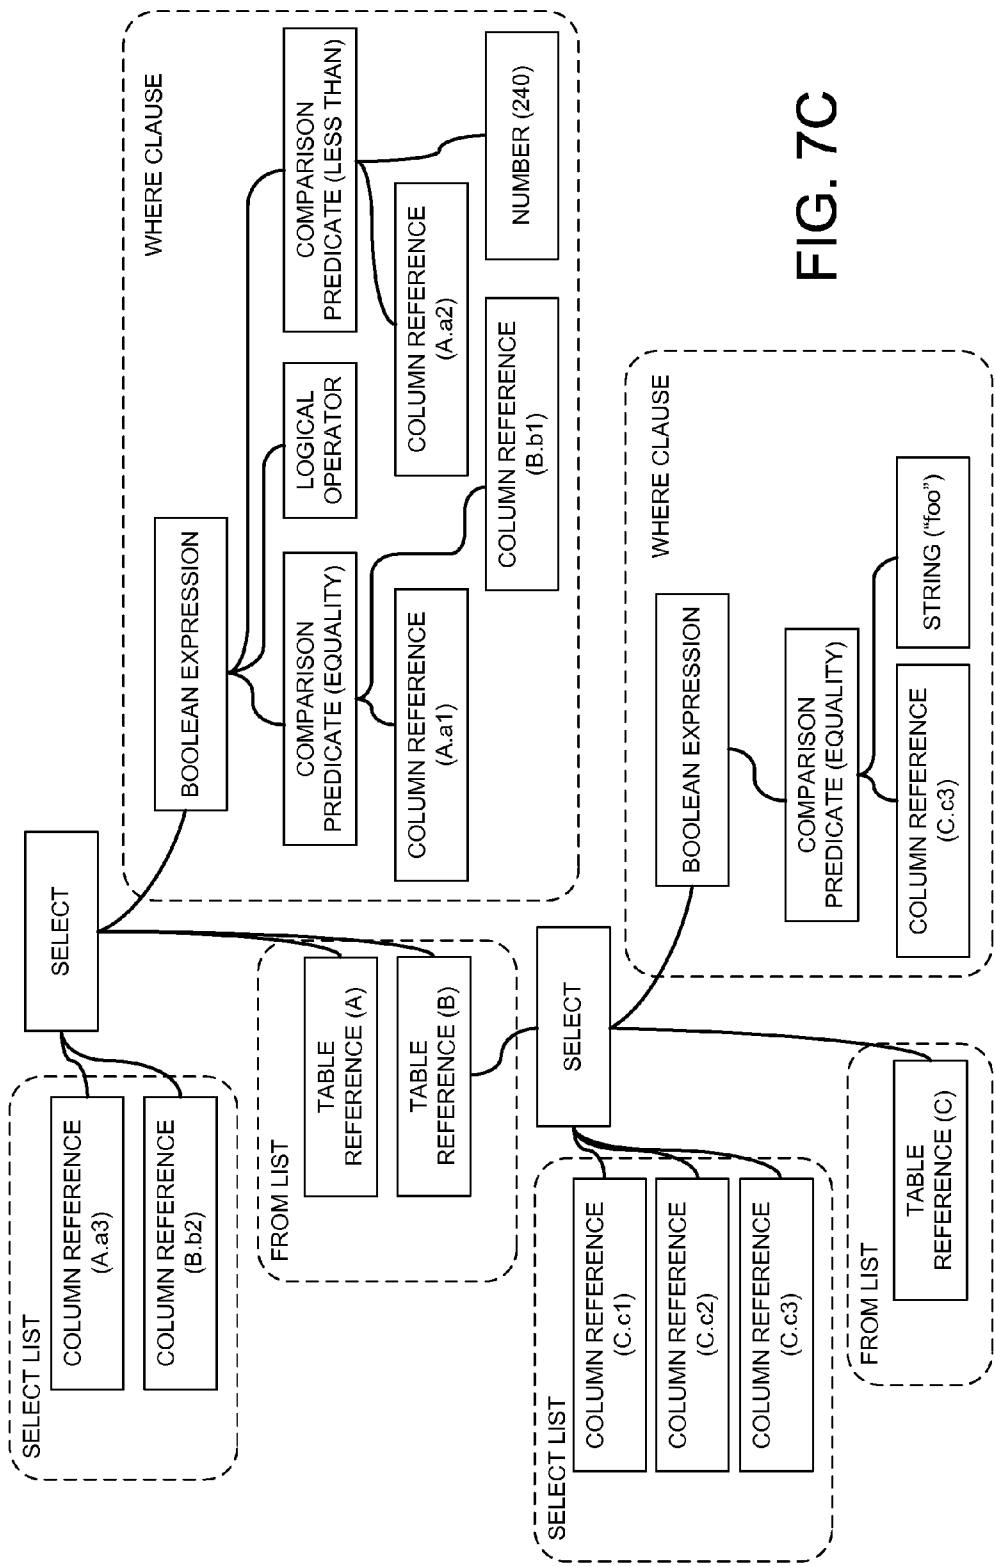 SELECT
SELECT LIST
COLUMN REFERENCE
(A.a3)
COLUMN REFERENCE
(B.b2)
FROM LIST
TABLE
REFERENCE (A)
TABLE
REFERENCE (B)
WHERE CLAUSE
BOOLEAN EXPRESSION
COMPARISON
PREDICATE (EQUALITY)
LOGICAL
OPERATOR
COMPARISON
PREDICATE (LESS THAN)
COLUMN REFERENCE
(A.a1)
COLUMN REFERENCE
(A.a2)
COLUMN REFERENCE
(B.b1)
NUMBER (240)
SELECT
SELECT LIST
COLUMN REFERENCE
(C.c1)
COLUMN REFERENCE
(C.c2)
COLUMN REFERENCE
(C.c3)
FROM LIST
TABLE
REFERENCE (C)
WHERE CLAUSE
BOOLEAN EXPRESSION
COMPARISON
PREDICATE (EQUALITY)
COLUMN REFERENCE
(C.c3)
STRING (“foo”)
FIG. 7C